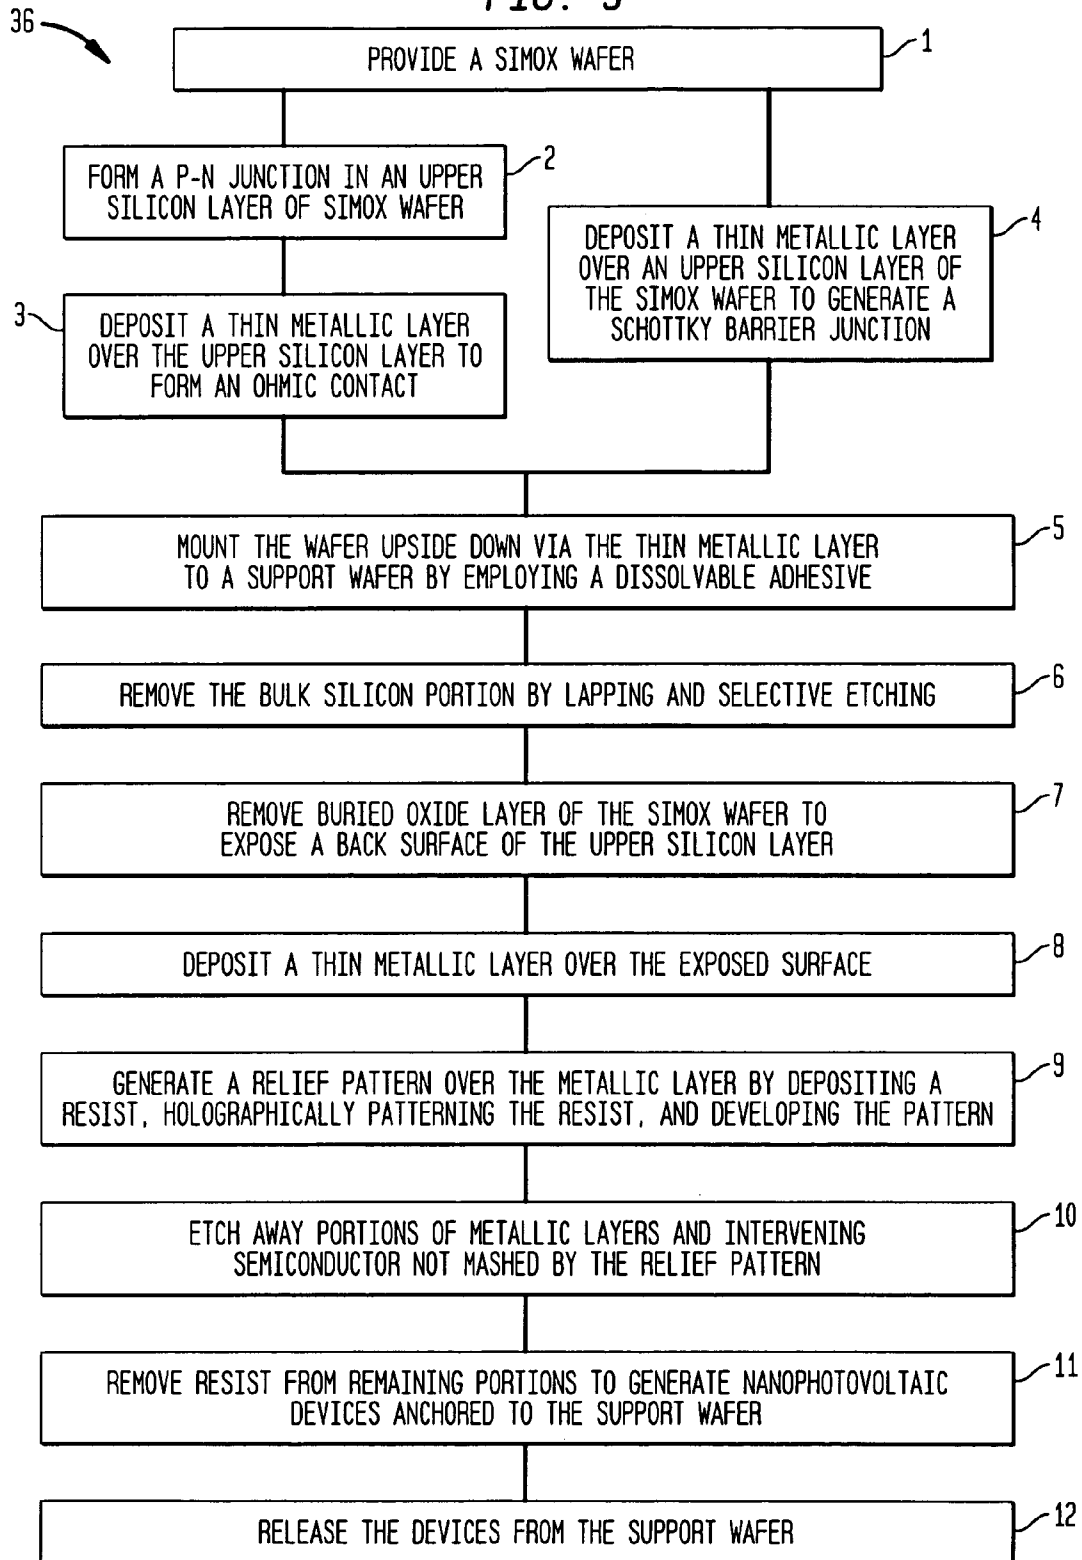 36
PROVIDE A SIMOX WAFER
1
FORM A P-N JUNCTION IN AN UPPER
SILICON LAYER OF SIMOX WAFER
2
3
DEPOSIT A THIN METALLIC LAYER
OVER THE UPPER SILICON LAYER TO
FORM AN OHMIC CONTACT
DEPOSIT A THIN METALLIC LAYER
OVER AN UPPER SILICON LAYER OF
THE SIMOX WAFER TO GENERATE A
SCHOTTKY BARRIER JUNCTION
4
MOUNT THE WAFER UPSIDE DOWN VIA THE THIN METALLIC LAYER
TO A SUPPORT WAFER BY EMPLOYING A DISSOLVABLE ADHESIVE
5
REMOVE THE BULK SILICON PORTION BY LAPPING AND SELECTIVE ETCHING
6
REMOVE BURIED OXIDE LAYER OF THE SIMOX WAFER TO
EXPOSE A BACK SURFACE OF THE UPPER SILICON LAYER
7
DEPOSIT A THIN METALLIC LAYER OVER THE EXPOSED SURFACE
8
GENERATE A RELIEF PATTERN OVER THE METALLIC LAYER BY DEPOSITING A
RESIST, HOLOGRAPHICALLY PATTERNING THE RESIST, AND DEVELOPING THE PATTERN
9
ETCH AWAY PORTIONS OF METALLIC LAYERS AND INTERVENING
SEMICONDUCTOR NOT MASHED BY THE RELIEF PATTERN
10
REMOVE RESIST FROM REMAINING PORTIONS TO GENERATE NANOPHOTOVOLTAIC
DEVICES ANCHORED TO THE SUPPORT WAFER
11
RELEASE THE DEVICES FROM THE SUPPORT WAFER
12